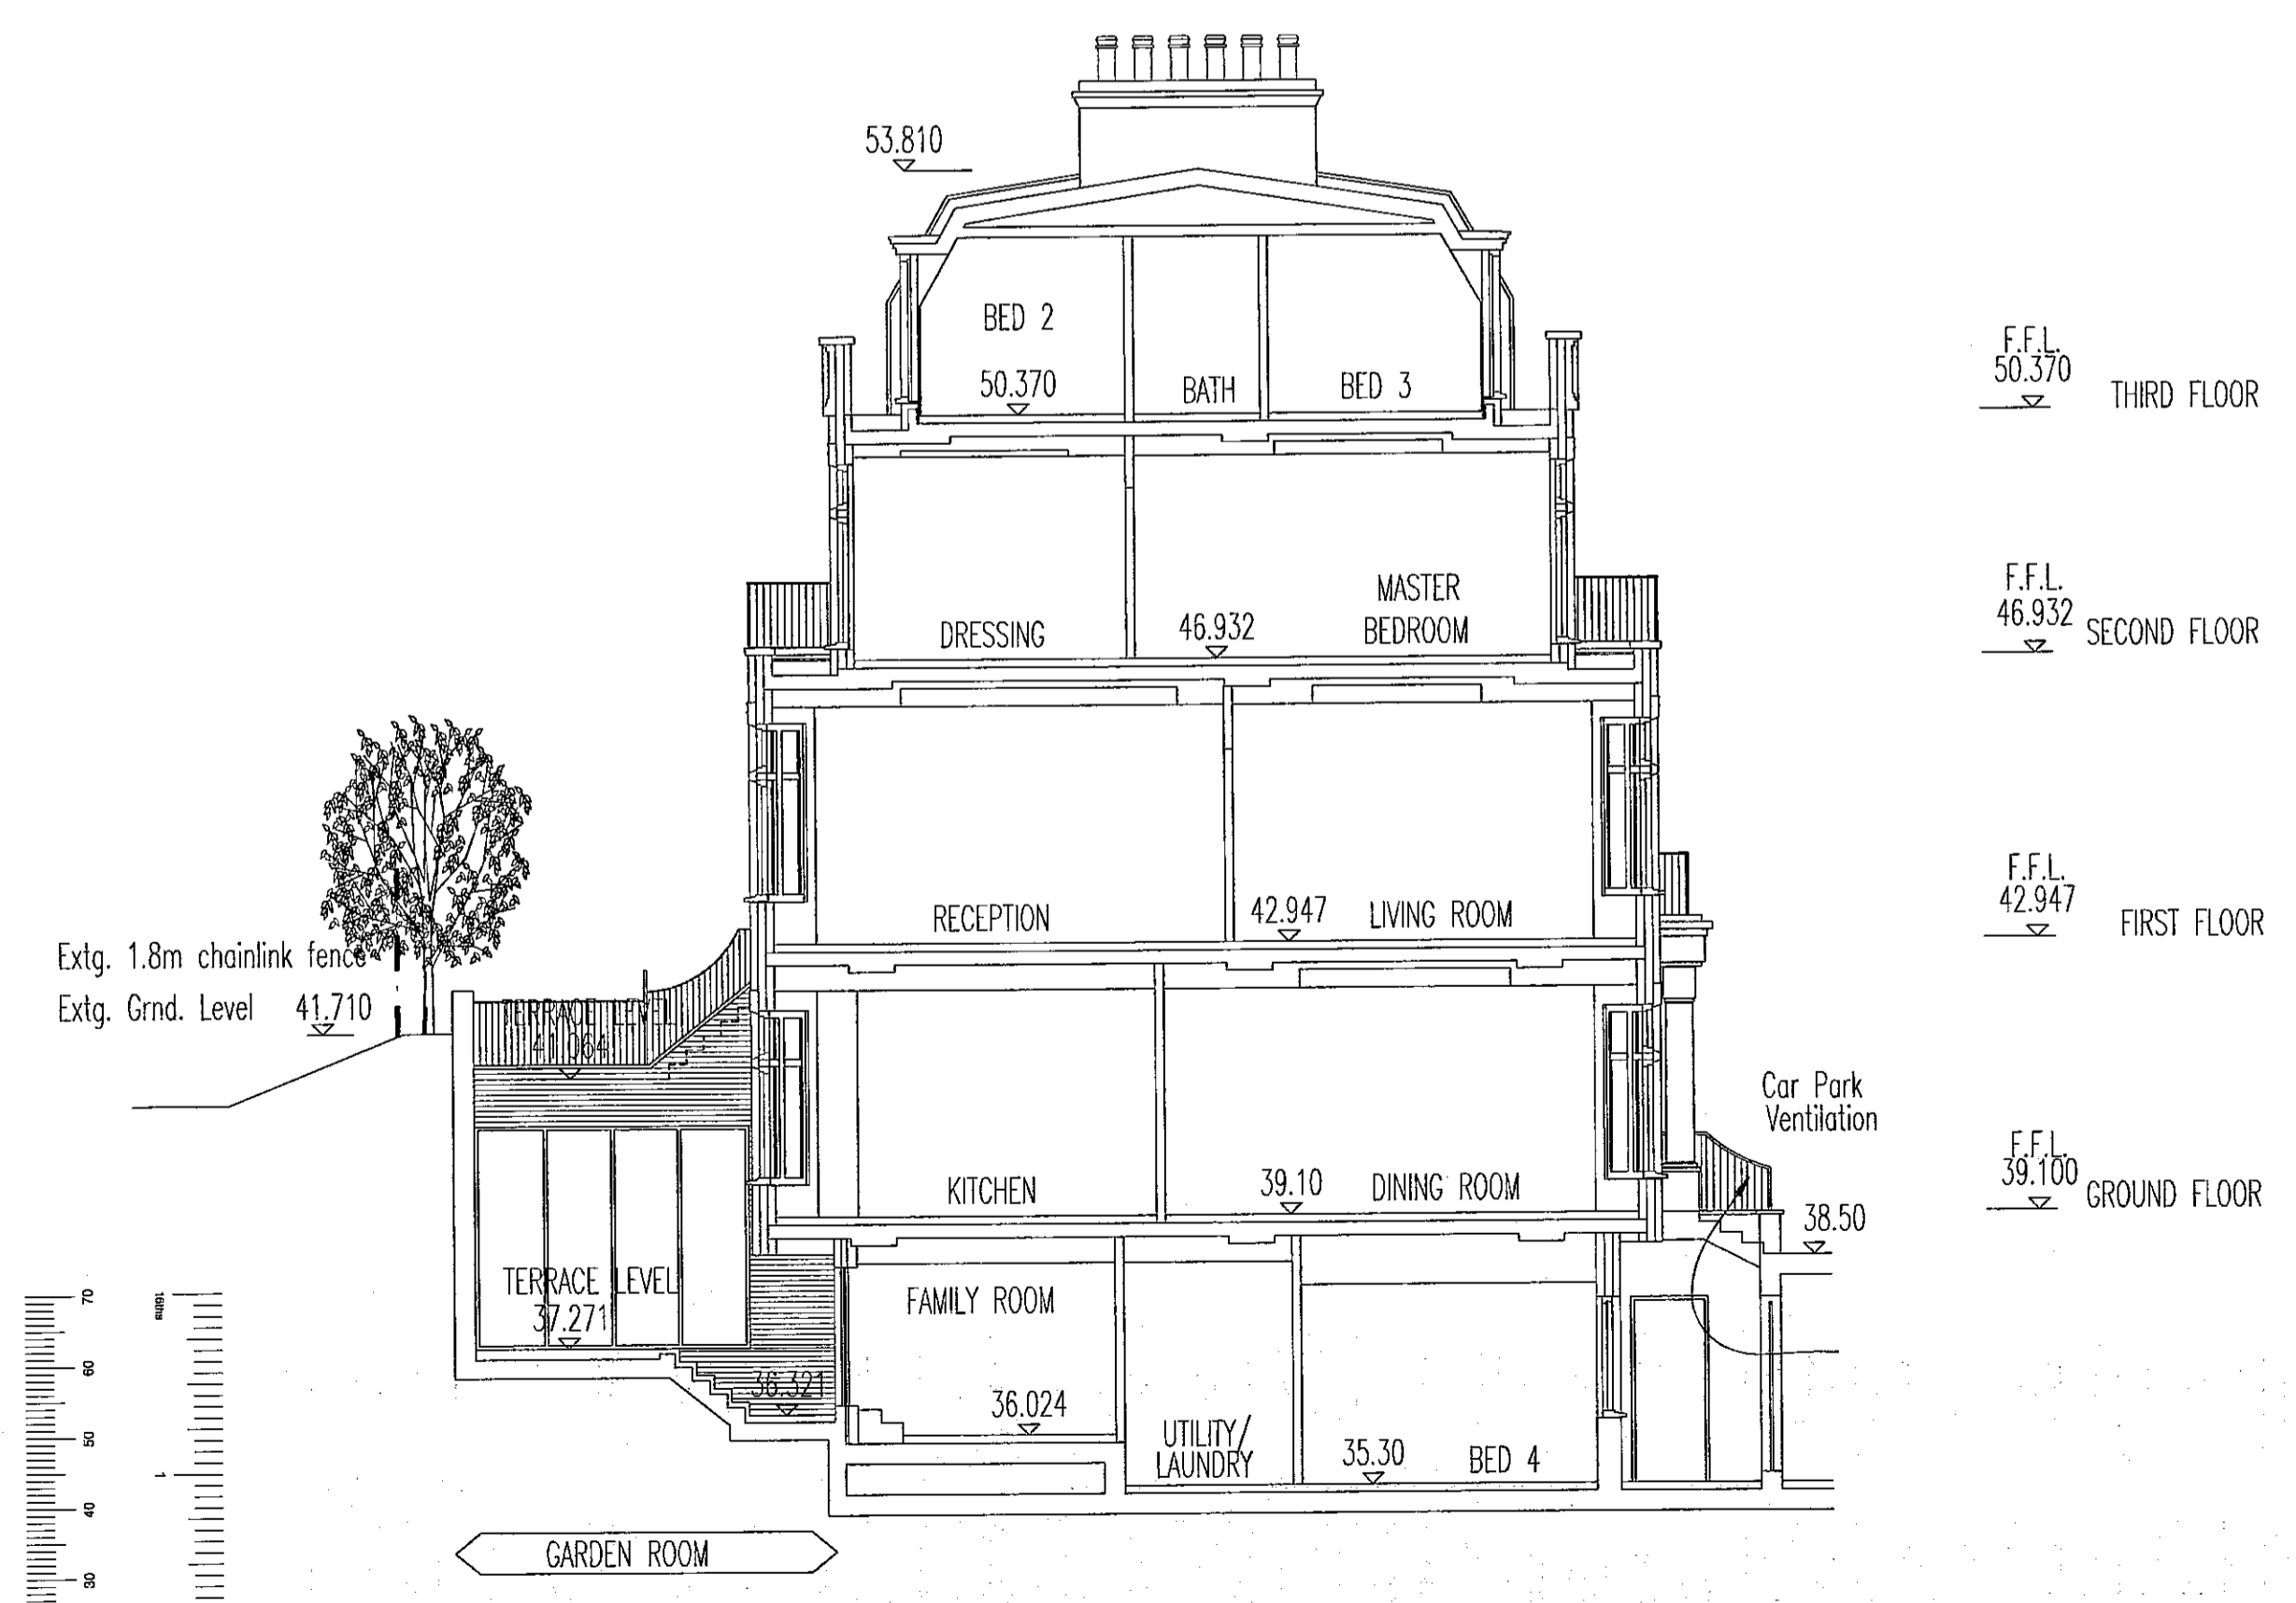 53.810
BED 2
50.370
BATH
BED 3
F.F.L.
50.370
THIRD FLOOR
DRESSING
46.932
MASTER
BEDROOM
F.F.L.
46.932
SECOND FLOOR
RECEPTION
42.947
LIVING ROOM
F.F.L.
42.947
FIRST FLOOR
Extg. 1.8m chainlink fence
Extg. Grnd. Level 41.710
TERRACE LEVEL
41.064
Car Park
Ventilation
KITCHEN
39.10
DINING ROOM
F.F.L.
39.100
GROUND FLOOR
38.50
TERRACE LEVEL
37.271
FAMILY ROOM
36.321
36.024
UTILITY/
LAUNDRY
35.30
BED 4
GARDEN ROOM
70
60
50
40
30
16ths
1